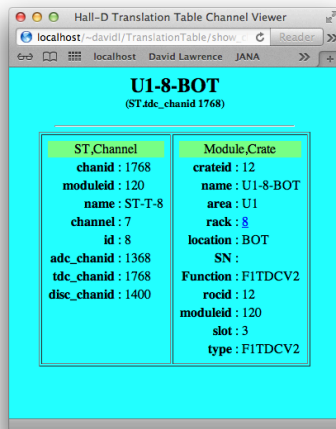 Hall-D Translation Table Channel Viewer
localhost/~davidl/TranslationTable/show_c
Reader
localhost David Lawrence JANA
U1-8-BOT
(ST.tdc_chanid 1768)
ST,Channel
chanid : 1768
moduleid : 120
name : ST-T-8
channel : 7
id : 8
adc_chanid : 1368
tdc_chanid : 1768
disc_chanid : 1400
Module,Crate
crateid : 12
name : U1-8-BOT
area : U1
rack : 8
location : BOT
SN :
Function : F1TDCV2
rocid : 12
moduleid : 120
slot : 3
type : F1TDCV2